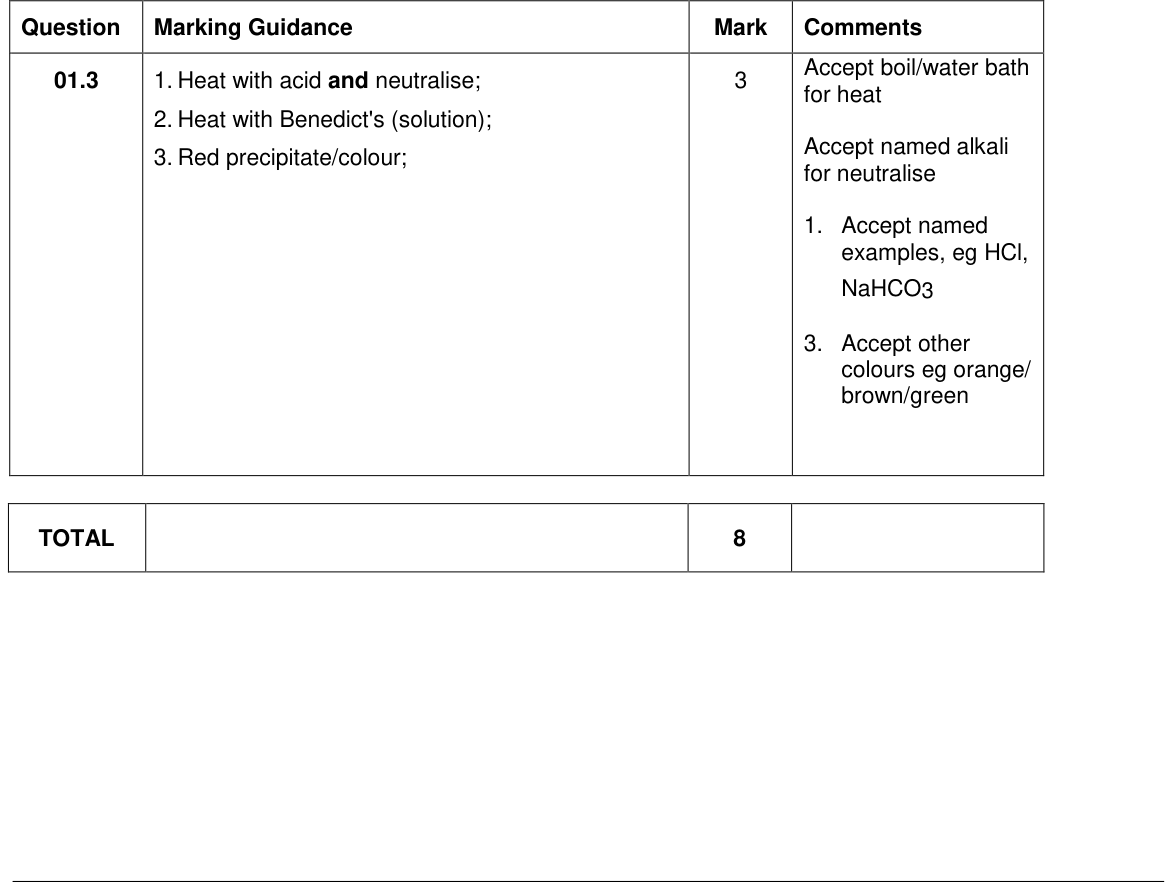 Question Marking Guidance Mark Comments
01.3 1. Heat with acid and neutralise; 3 Accept boil/water bath
for heat
2. Heat with Benedict's (solution);
3. Red precipitate/colour;
Accept named alkali
for neutralise
1. Accept named
examples, eg HCl,
NaHCO3
3. Accept other
colours eg orange/
brown/green
TOTAL 8